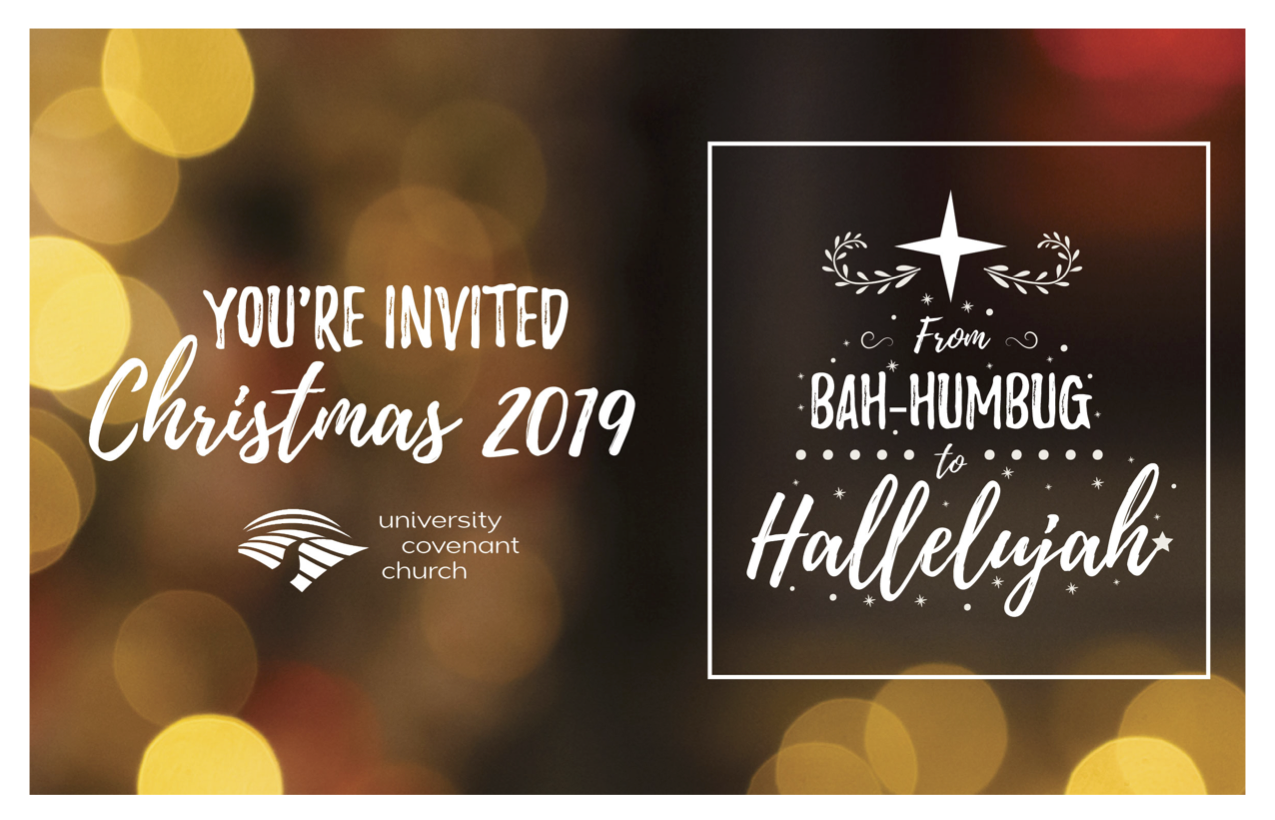 YOU'RE INVITED
Christmas 2019
university
covenant
church
From
BAH-HUMBUG
to
Hallelujah